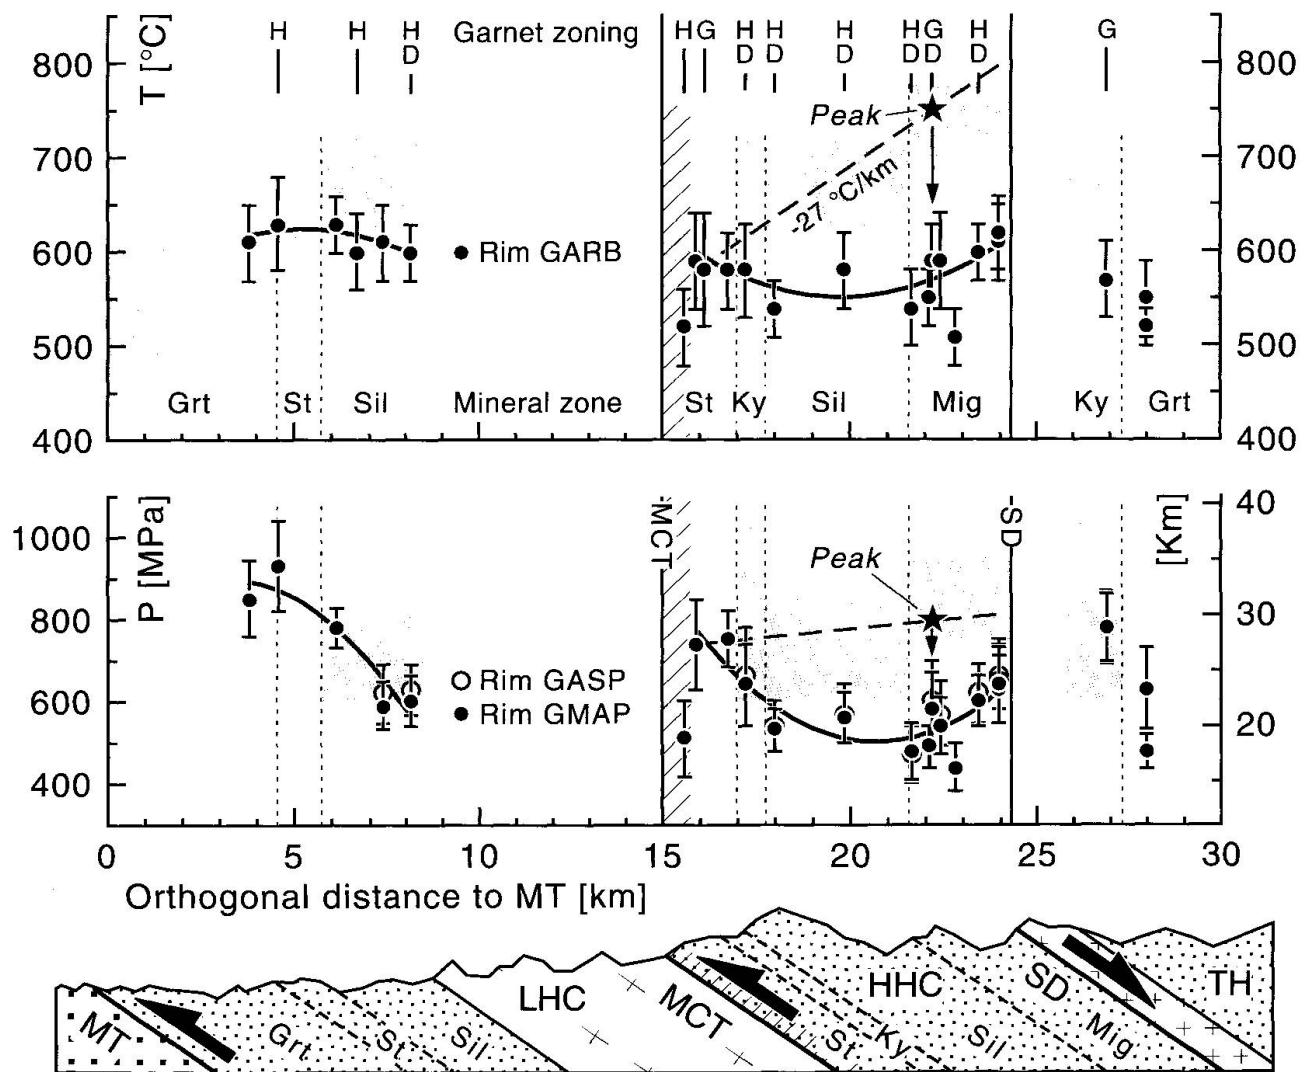 H H H Garnet zoning H G H H H H G H G
D D D D D D D
T [°C]
800 800
Peak
700 700
-27 °C/km
600 600
Rim GARB
500 500
Grt St Sil Mineral zone St Ky Sil Mig Ky Grt
400 400
P [MPa] MCT SD [Km]
40
1000
Peak
800 30
Rim GASP
600 Rim GMAP
20
400
0 5 10 15 20 25 30
Orthogonal distance to MT [km]
MT Grt St Sil LHC MCT St Ky HHC Sil SD Mig TH